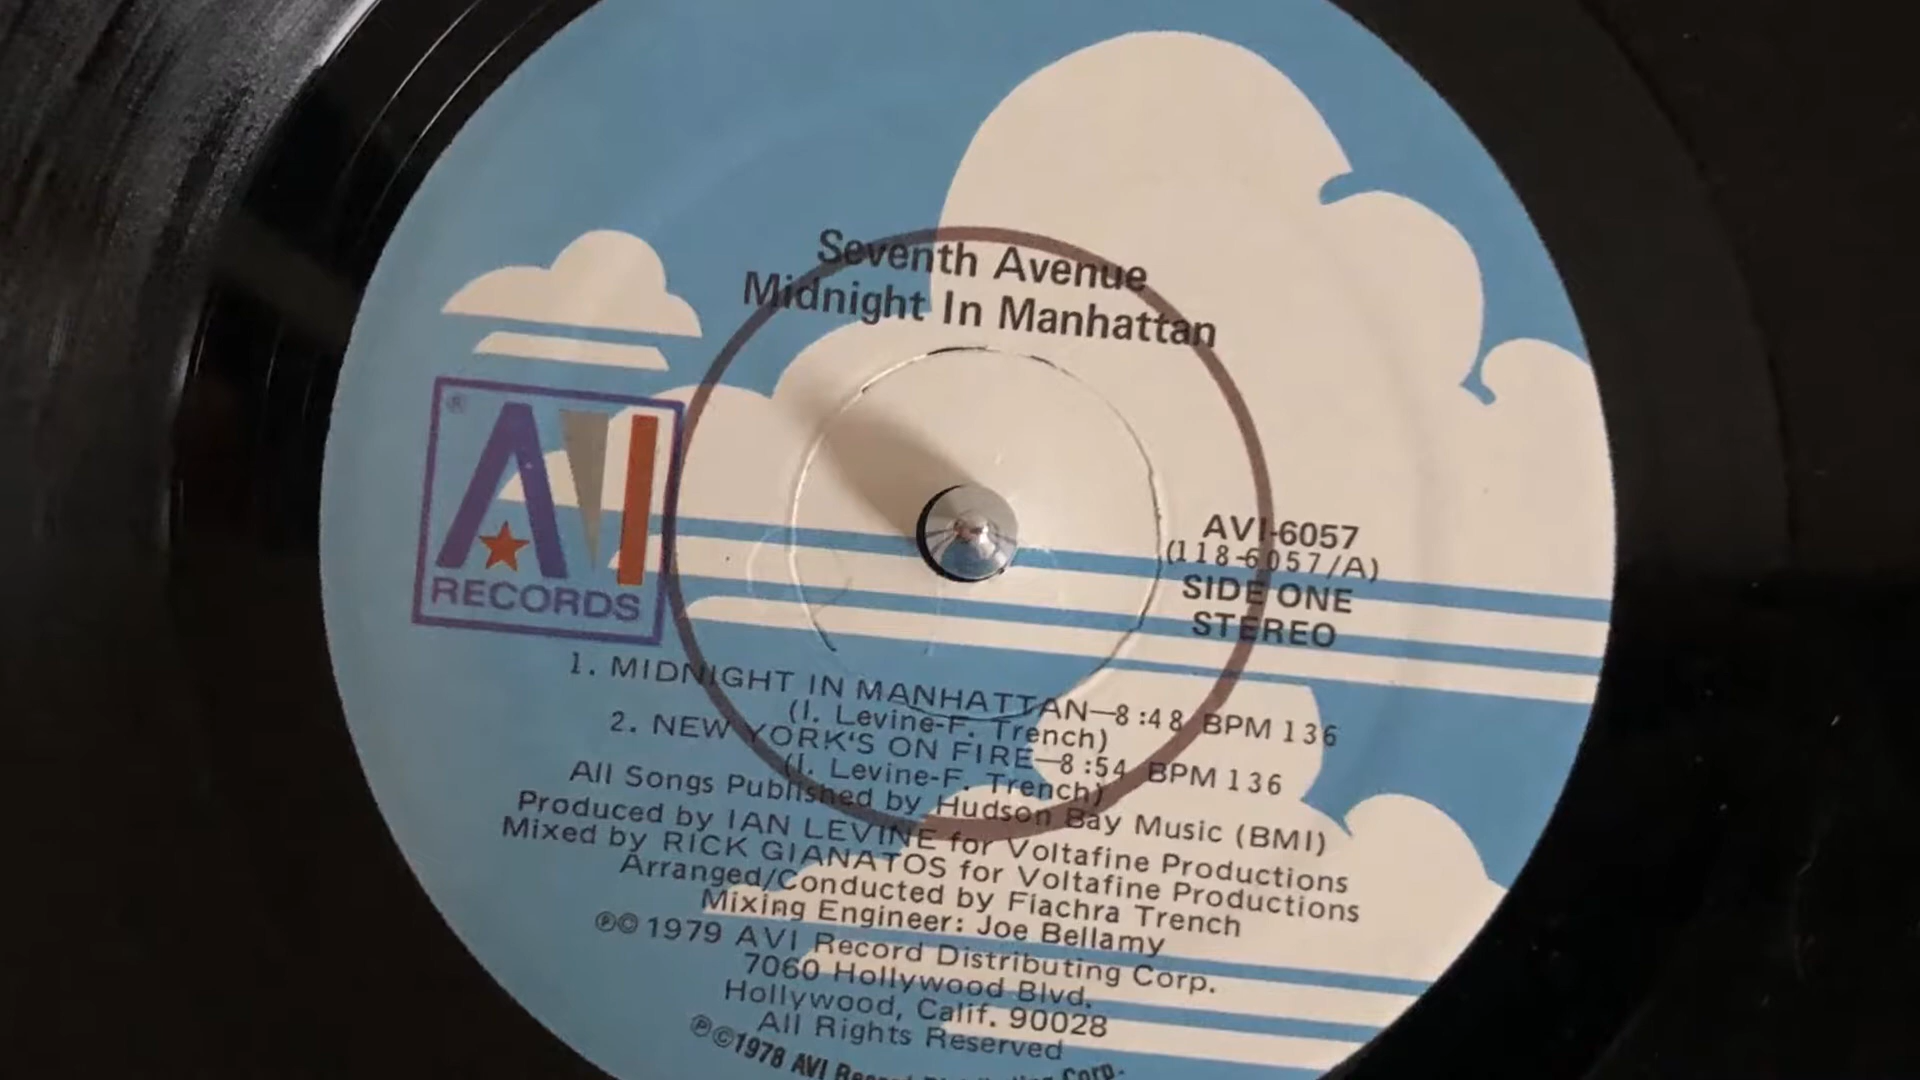 Seventh Avenue
Midnight In Manhattan
®
AVI
RECORDS
AVI-6057
(118-6057/A)
SIDE ONE
STEREO
1. MIDNIGHT IN MANHATTAN—8:48 BPM 136
(I. Levine-F. Trench)
2. NEW YORK'S ON FIRE—8:54 BPM 136
(I. Levine-F. Trench)
All Songs Published by Hudson Bay Music (BMI)
Produced by IAN LEVINE for Voltafine Productions
Mixed by RICK GIANATOS for Voltafine Productions
Arranged/Conducted by Fiachra Trench
Mixing Engineer: Joe Bellamy
℗© 1979 AVI Record Distributing Corp.
7060 Hollywood Blvd.
Hollywood, Calif. 90028
All Rights Reserved
℗©1978 AVI Corp.